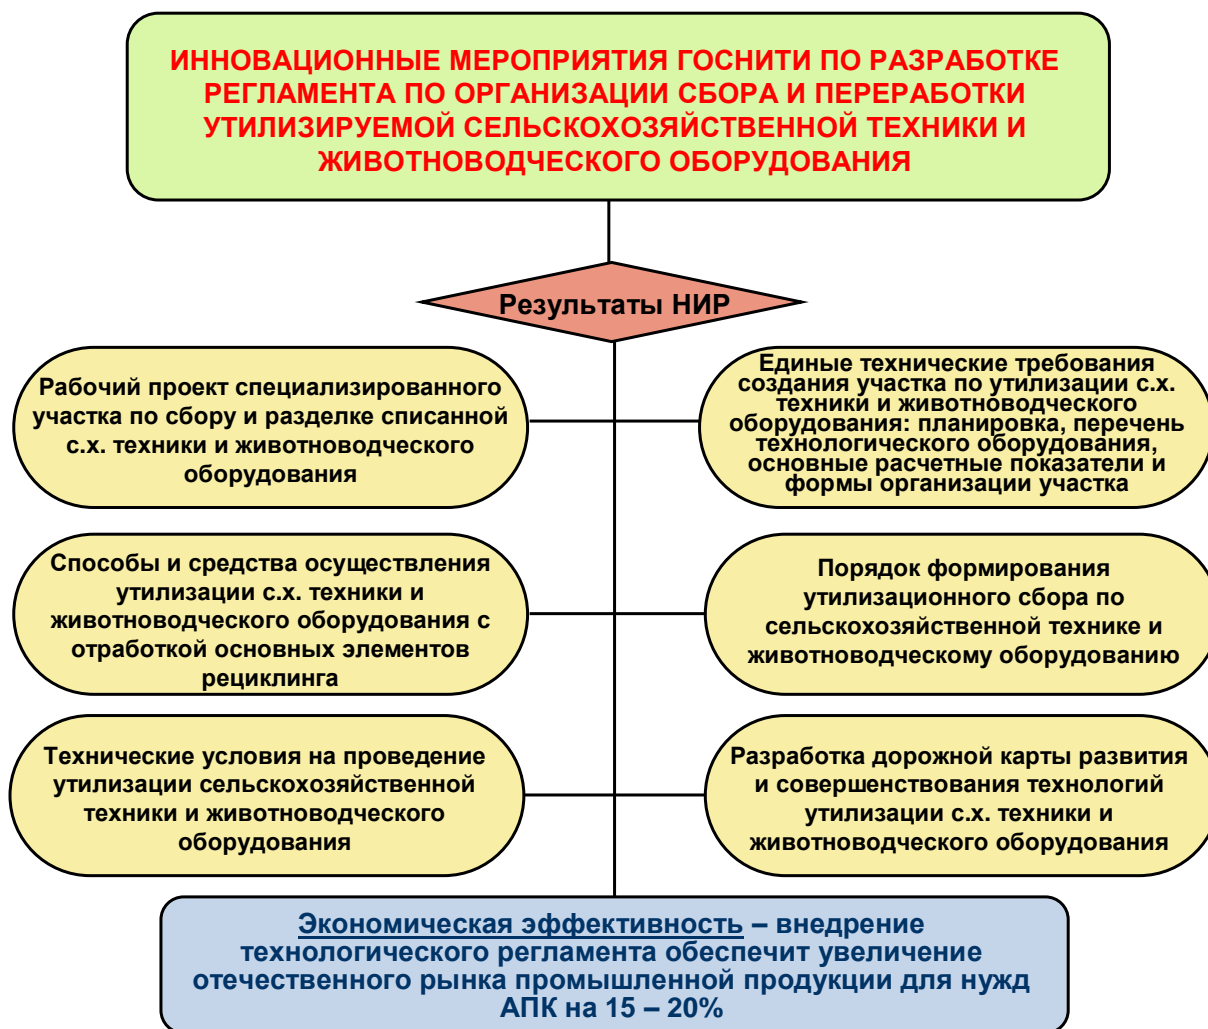 ИННОВАЦИОННЫЕ МЕРОПРИЯТИЯ ГОСНИТИ ПО РАЗРАБОТКЕ
РЕГЛАМЕНТА ПО ОРГАНИЗАЦИИ СБОРА И ПЕРЕРАБОТКИ
УТИЛИЗИРУЕМОЙ СЕЛЬСКОХОЗЯЙСТВЕННОЙ ТЕХНИКИ И
ЖИВОТНОВОДЧЕСКОГО ОБОРУДОВАНИЯ
Результаты НИР
Рабочий проект специализированного
участка по сбору и разделке списанной
с.х. техники и животноводческого
оборудования
Единые технические требования
создания участка по утилизации с.х.
техники и животноводческого
оборудования: планировка, перечень
технологического оборудования,
основные расчетные показатели и
формы организации участка
Способы и средства осуществления
утилизации с.х. техники и
животноводческого оборудования с
отработкой основных элементов
рециклинга
Порядок формирования
утилизационного сбора по
сельскохозяйственной технике и
животноводческому оборудованию
Технические условия на проведение
утилизации сельскохозяйственной
техники и животноводческого
оборудования
Разработка дорожной карты развития
и совершенствования технологий
утилизации с.х. техники и
животноводческого оборудования
Экономическая эффективность – внедрение
технологического регламента обеспечит увеличение
отечественного рынка промышленной продукции для нужд
АПК на 15 – 20%